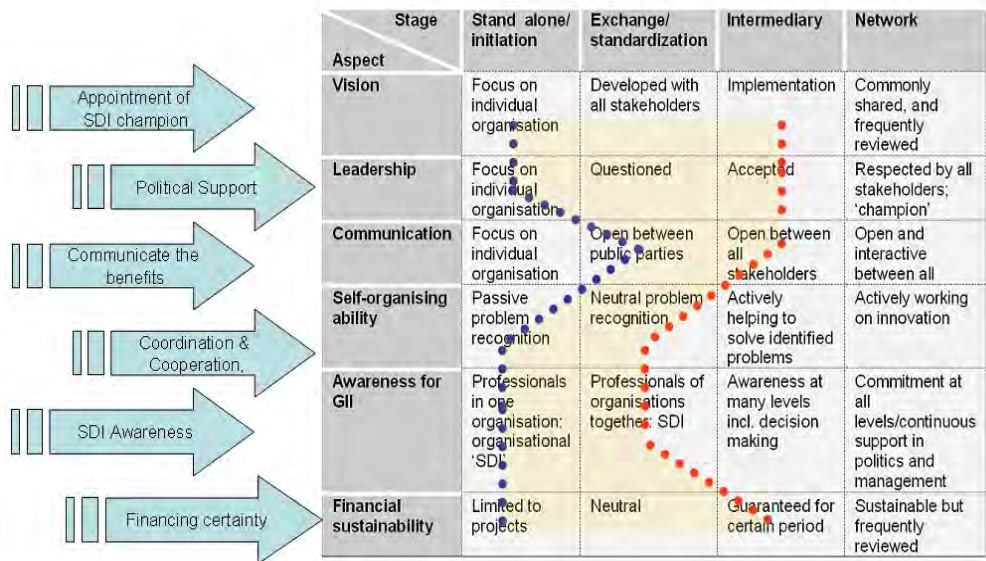 Appointment of
SDI champion
Political Support
Communicate the
benefits
Coordination &
Cooperation,
SDI Awareness
Financing certainty
Stage
Aspect
Stand alone/
initiation
Exchange/
standardization
Intermediary
Network
Vision
Focus on
individual
organisation
Developed with
all stakeholders
Implementation
Commonly
shared, and
frequently
reviewed
Leadership
Focus on
individual
organisation
Questioned
Accepted
Respected by all
stakeholders;
‘champion’
Communication
Focus on
individual
organisation
Open between
public parties
Open between
all
stakeholders
Open and
interactive
between all
Self-organising
ability
Passive
problem
recognition
Neutral problem
recognition
Actively
helping to
solve identified
problems
Actively working
on innovation
Awareness for
GII
Professionals
in one
organisation:
organisational
‘SDI’
Professionals of
organisations
together: SDI
Awareness at
many levels
incl. decision
making
Commitment at
all
levels/continuous
support in
politics and
management
Financial
sustainability
Limited to
projects
Neutral
Guaranteed for
certain period
Sustainable but
frequently
reviewed